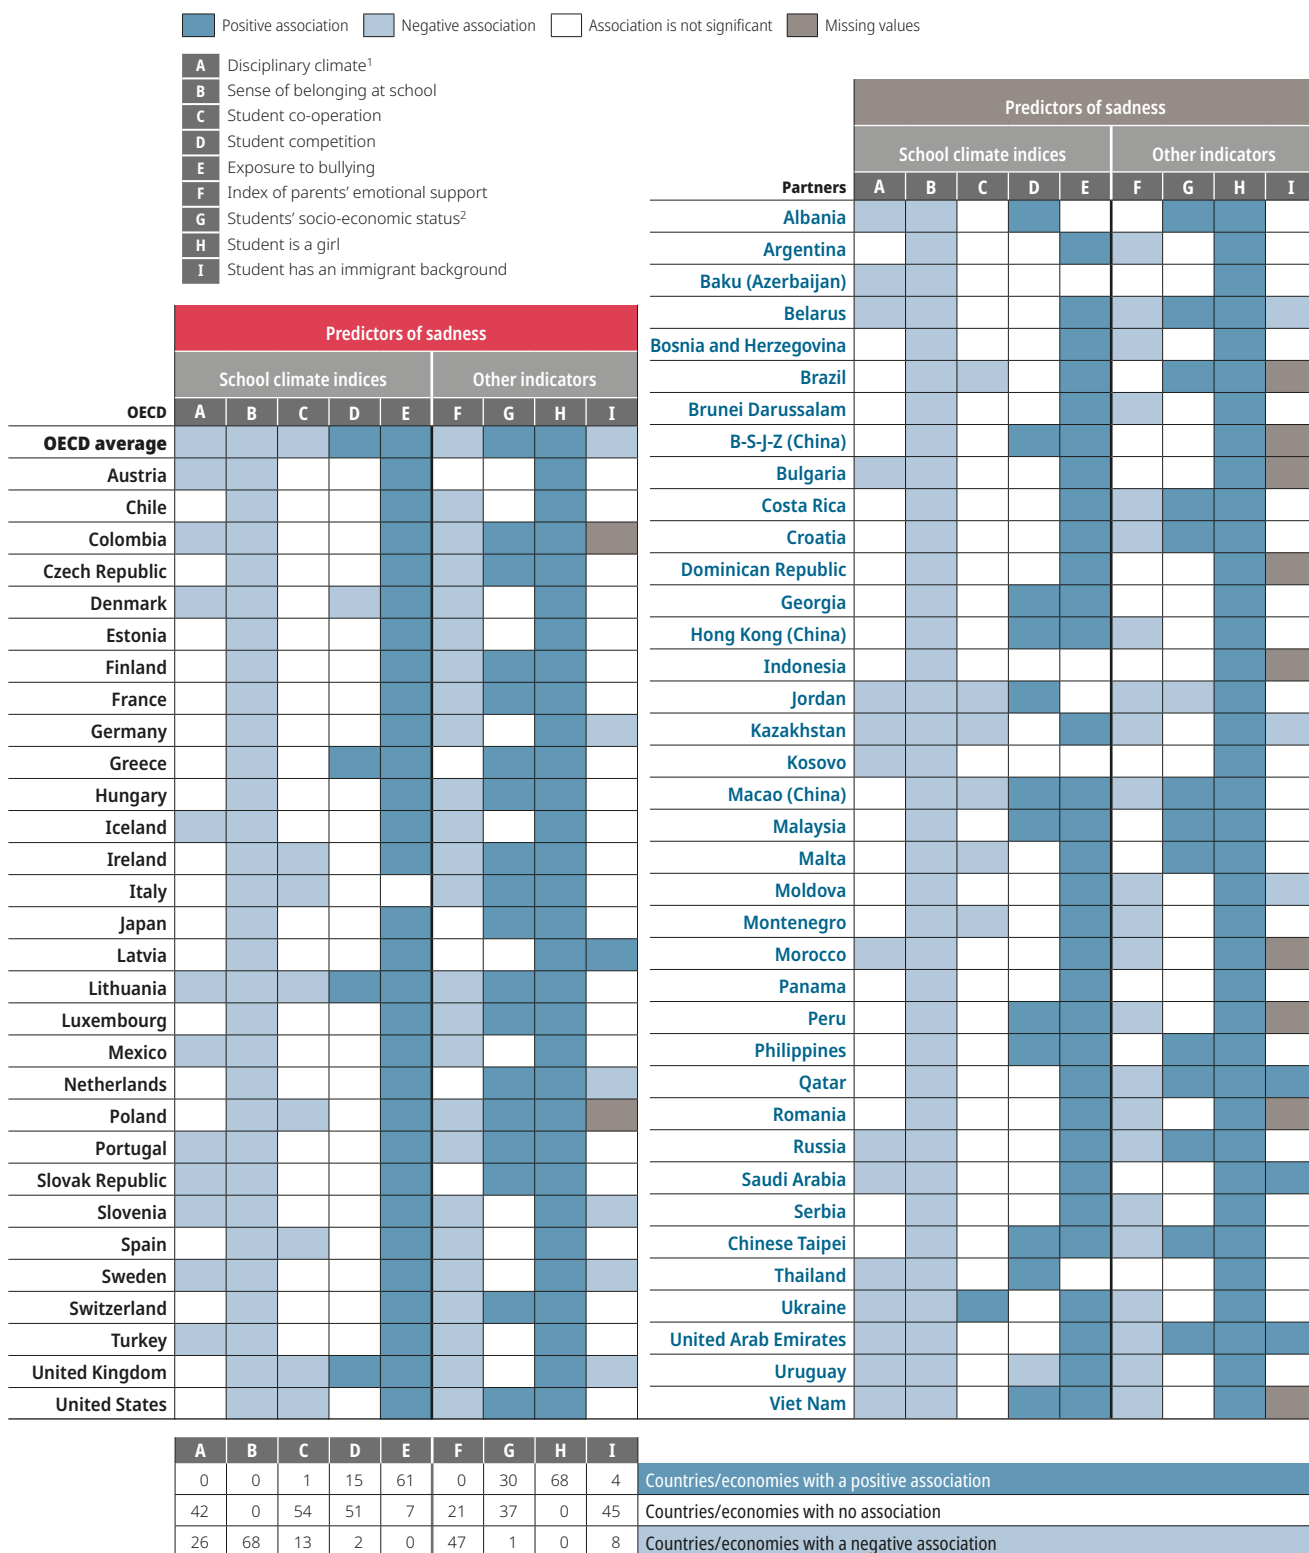 Positive association Negative association Association is not significant Missing values
A Disciplinary climate¹
B Sense of belonging at school
C Student co-operation
D Student competition
E Exposure to bullying
F Index of parents' emotional support
G Students' socio-economic status²
H Student is a girl
I Student has an immigrant background
Predictors of sadness
School climate indices Other indicators
OECD A B C D E F G H I
OECD average
Austria
Chile
Colombia
Czech Republic
Denmark
Estonia
Finland
France
Germany
Greece
Hungary
Iceland
Ireland
Italy
Japan
Latvia
Lithuania
Luxembourg
Mexico
Netherlands
Poland
Portugal
Slovak Republic
Slovenia
Spain
Sweden
Switzerland
Turkey
United Kingdom
United States
Predictors of sadness
School climate indices Other indicators
Partners A B C D E F G H I
Albania
Argentina
Baku (Azerbaijan)
Belarus
Bosnia and Herzegovina
Brazil
Brunei Darussalam
B-S-J-Z (China)
Bulgaria
Costa Rica
Croatia
Dominican Republic
Georgia
Hong Kong (China)
Indonesia
Jordan
Kazakhstan
Kosovo
Macao (China)
Malaysia
Malta
Moldova
Montenegro
Morocco
Panama
Peru
Philippines
Qatar
Romania
Russia
Saudi Arabia
Serbia
Chinese Taipei
Thailand
Ukraine
United Arab Emirates
Uruguay
Viet Nam
A B C D E F G H I
0 0 1 15 61 0 30 68 4 Countries/economies with a positive association
42 0 54 51 7 21 37 0 45 Countries/economies with no association
26 68 13 2 0 47 1 0 8 Countries/economies with a negative association